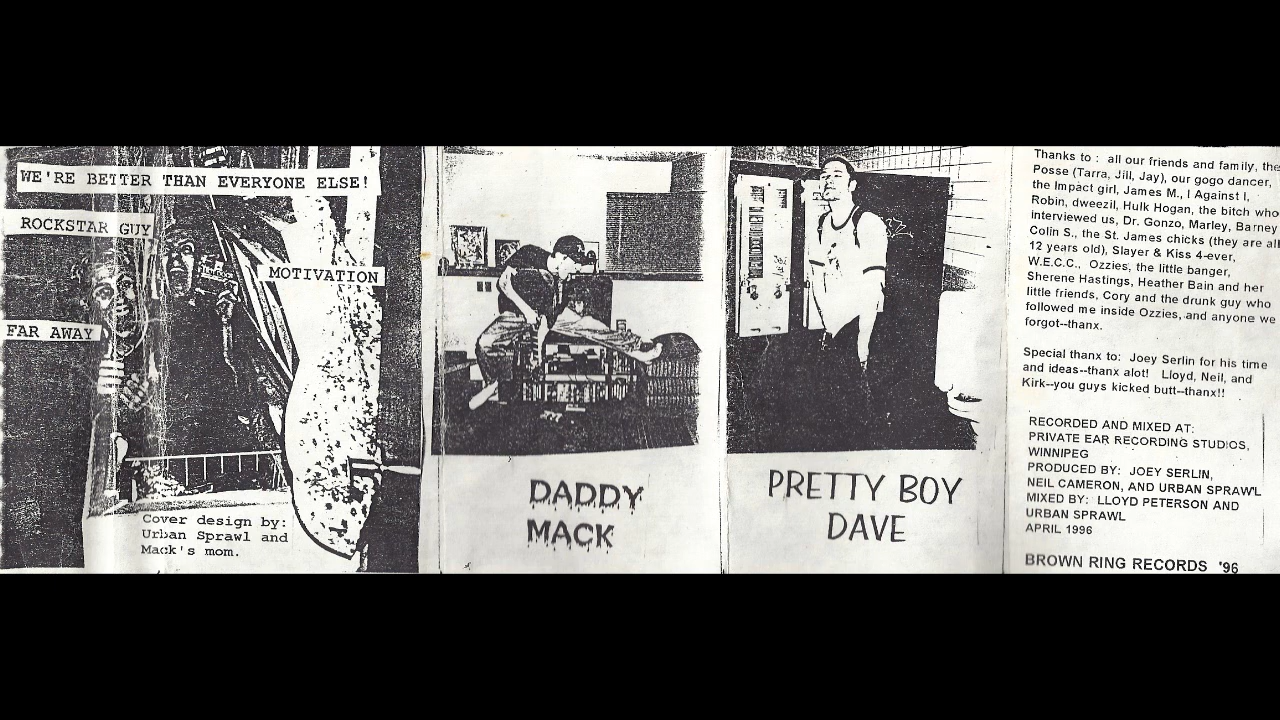 WE'RE BETTER THAN EVERYONE ELSE!
ROCKSTAR GUY
MOTIVATION
FAR AWAY
Cover design by:
Urban Sprawl and
Mack's mom.
DADDY
MACK
PRETTY BOY
DAVE
Thanks to : all our friends and family, the
Posse (Tarra, Jill, Jay), our gogo dancer,
the Impact girl, James M., I Against I,
Robin, dweezil, Hulk Hogan, the bitch who
interviewed us, Dr. Gonzo, Marley, Barney
Colin S., the St. James chicks (they are all
12 years old), Slayer & Kiss 4-ever,
W.E.C.C., Ozzies, the little banger,
Sherene Hastings, Heather Bain and her
little friends, Cory and the drunk guy who
followed me inside Ozzies, and anyone we
forgot--thanx.
Special thanx to: Joey Serlin for his time
and ideas--thanx alot! Lloyd, Neil, and
Kirk--you guys kicked butt--thanx!!
RECORDED AND MIXED AT:
PRIVATE EAR RECORDING STUDIOS,
WINNIPEG
PRODUCED BY: JOEY SERLIN,
NEIL CAMERON, AND URBAN SPRAWL
MIXED BY: LLOYD PETERSON AND
URBAN SPRAWL
APRIL 1996
BROWN RING RECORDS '96